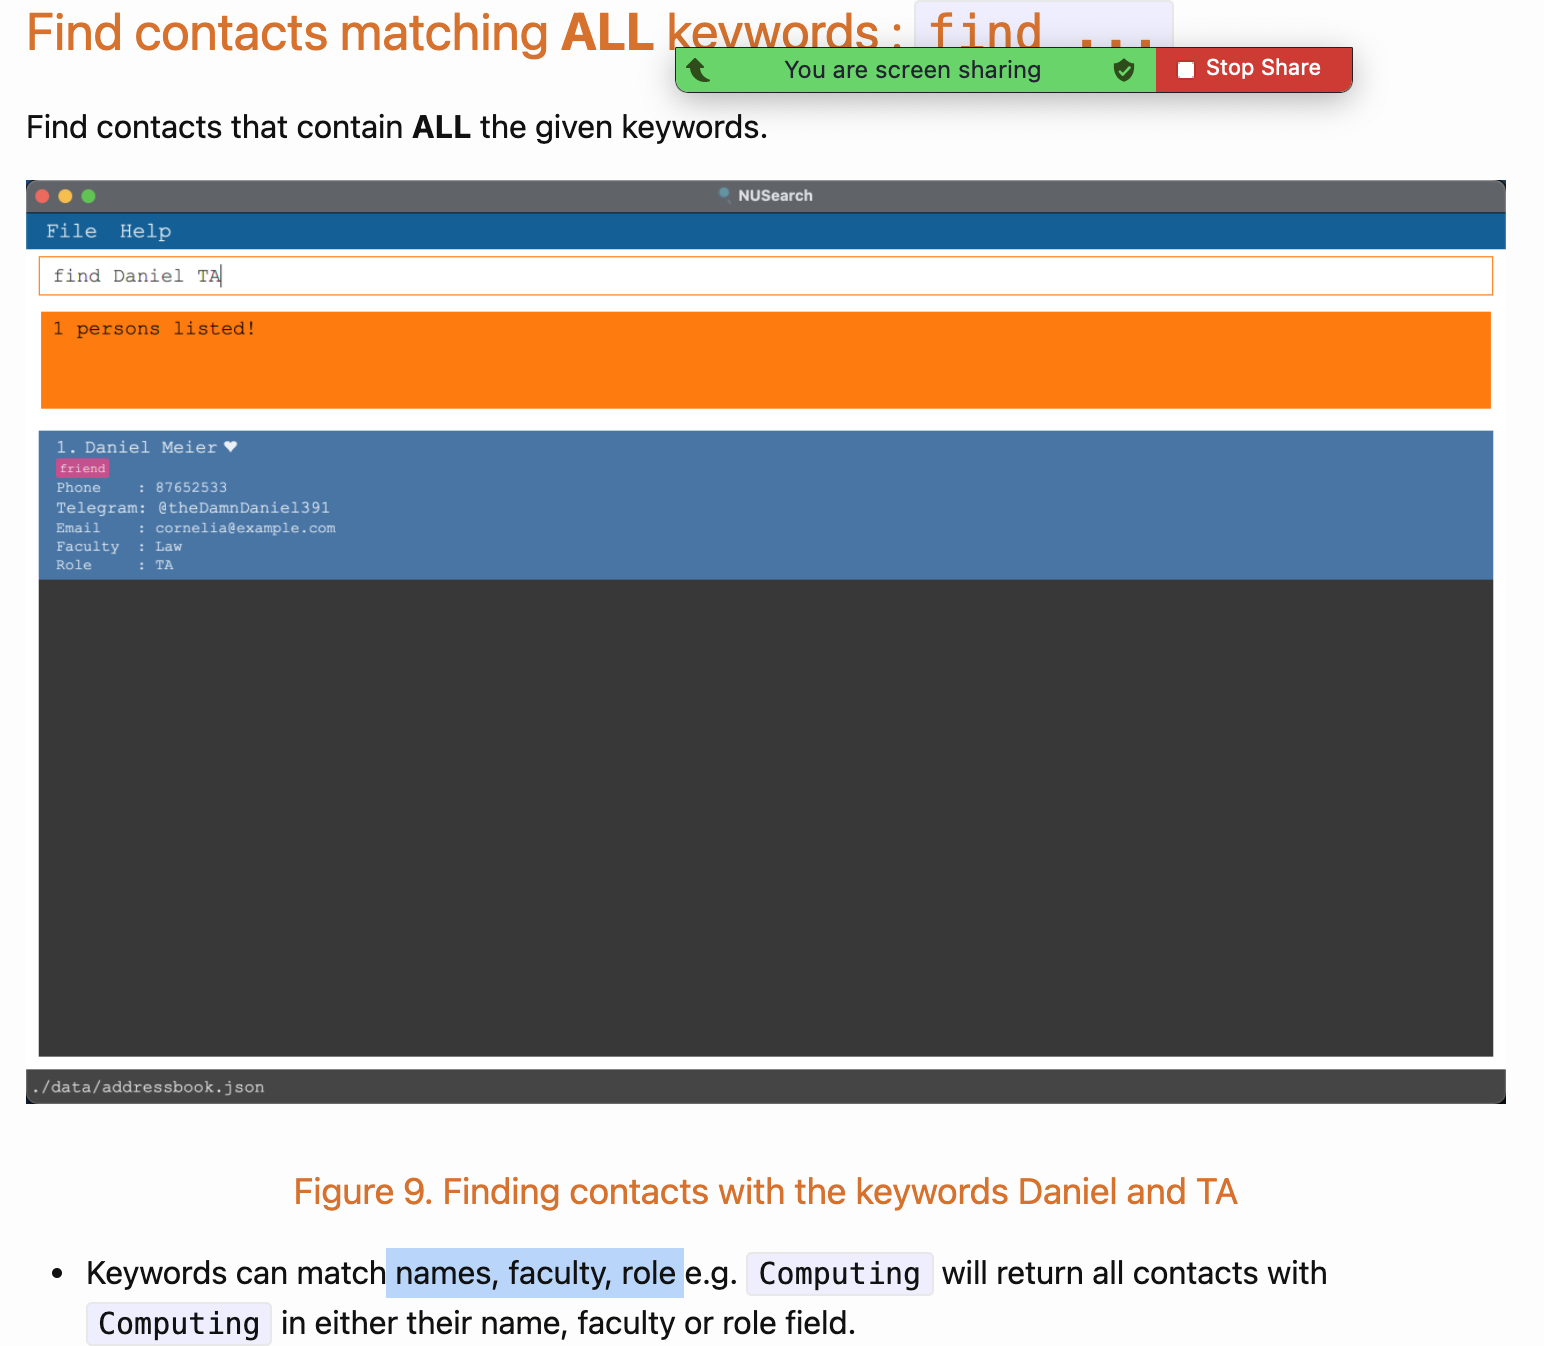 Find contacts matching ALL keywords : find ...
You are screen sharing
Stop Share
Find contacts that contain ALL the given keywords.
NUSearch
File Help
find Daniel TA
1 persons listed!
1. Daniel Meier ♥
friend
Phone : 87652533
Telegram: @theDamnDaniel391
Email : cornelia@example.com
Faculty : Law
Role : TA
./data/addressbook.json
Figure 9. Finding contacts with the keywords Daniel and TA
• Keywords can match names, faculty, role e.g. Computing will return all contacts with
Computing in either their name, faculty or role field.